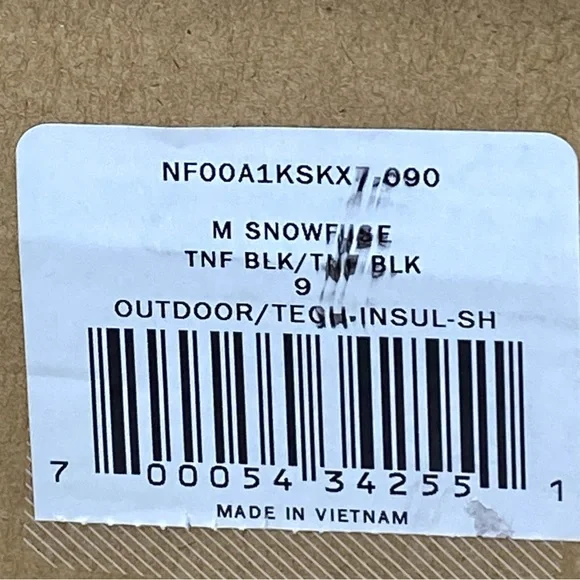 NF00A1KSKX7-090
M SNOWFUSE
TNF BLK/TNF BLK
9
OUTDOOR/TECH-INSUL-SH
7 00054 34255 1
MADE IN VIETNAM